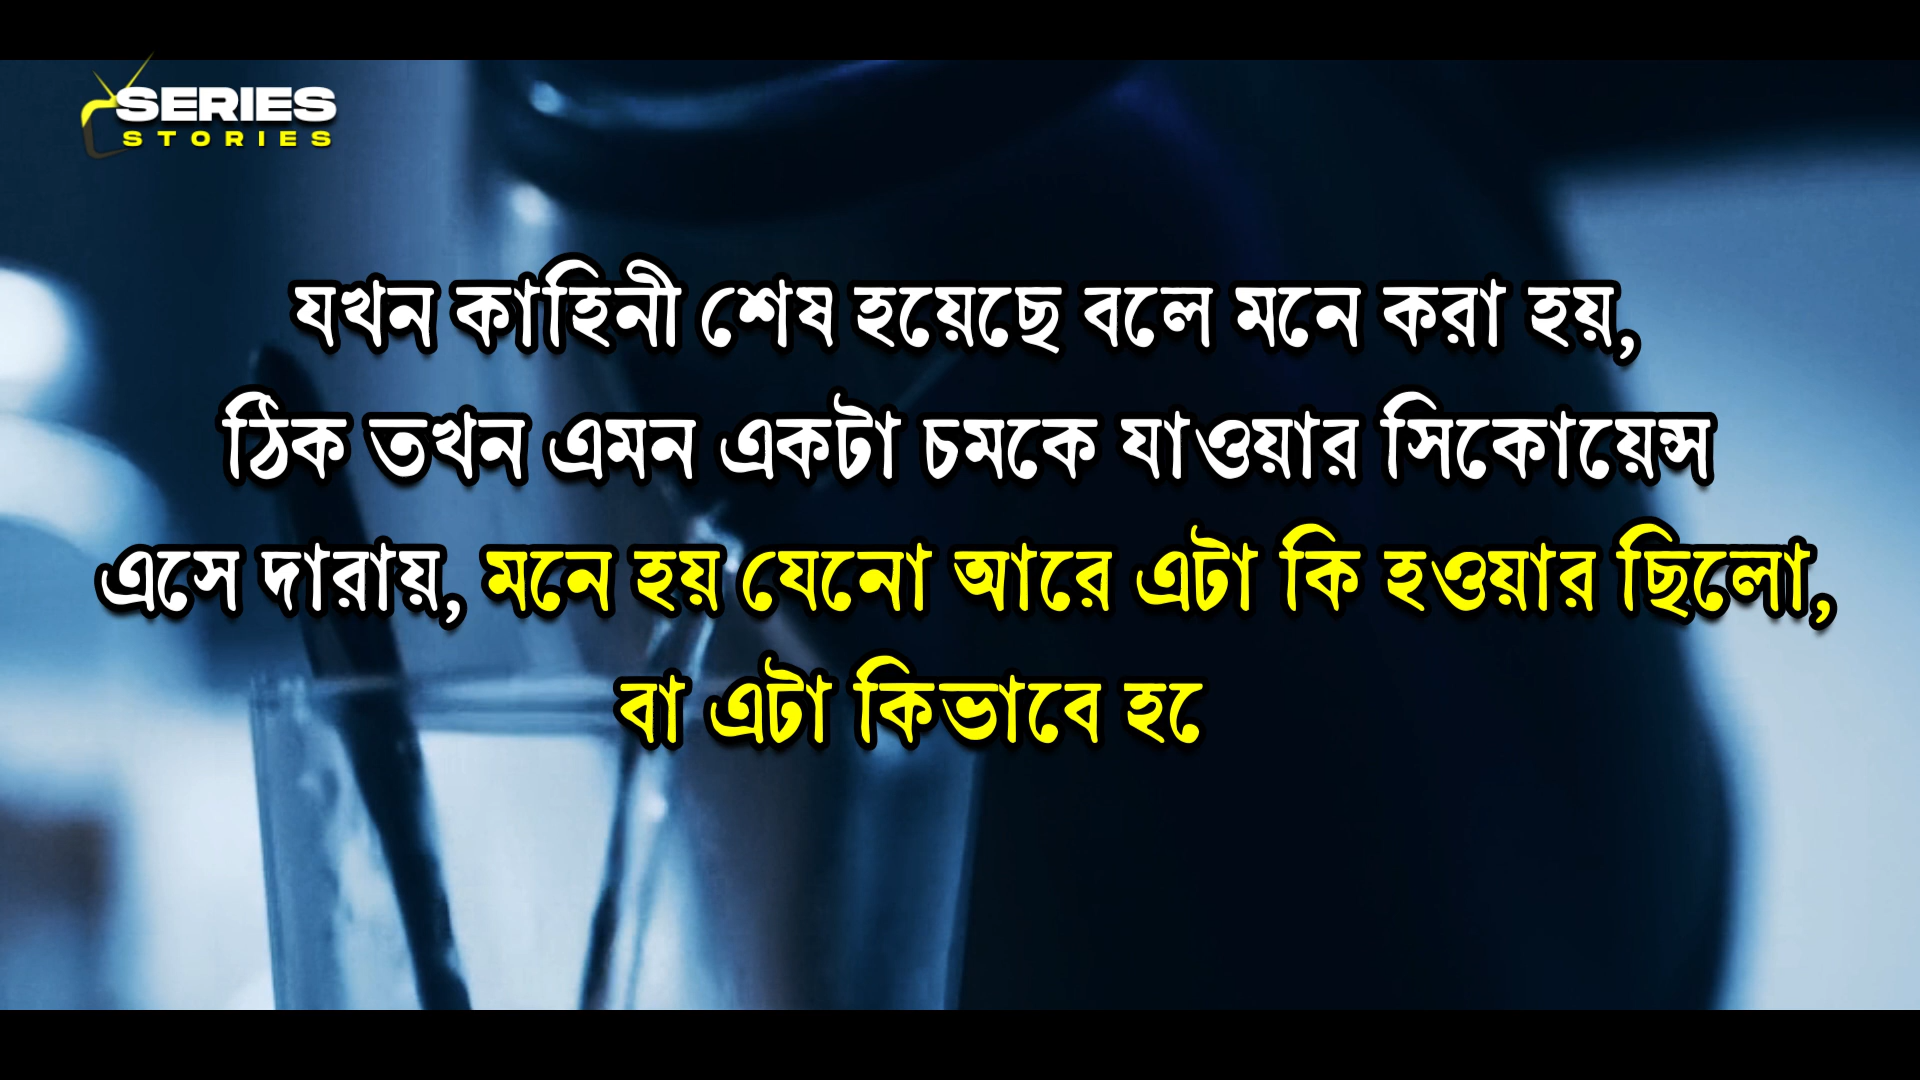 SERIES
STORIES
যখন কাহিনী শেষ হয়েছে বলে মনে করা হয়,
ঠিক তখন এমন একটা চমকে যাওয়ার সিকোয়েন্স
এসে দারায়, মনে হয় যেনো আরে এটা কি হওয়ার ছিলো,
বা এটা কিভাবে হে